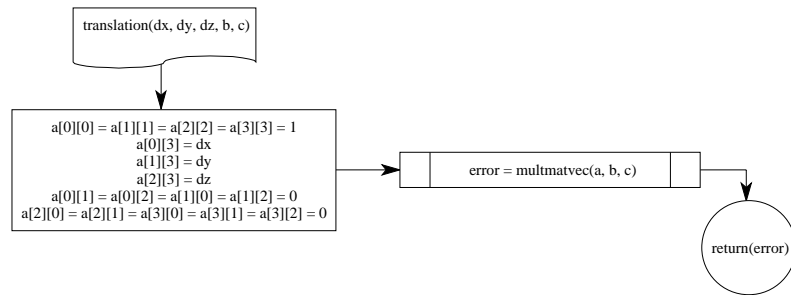 translation(dx, dy, dz, b, c)
a[0][0] = a[1][1] = a[2][2] = a[3][3] = 1
a[0][3] = dx
a[1][3] = dy
a[2][3] = dz
a[0][1] = a[0][2] = a[1][0] = a[1][2] = 0
a[2][0] = a[2][1] = a[3][0] = a[3][1] = a[3][2] = 0
error = multmatvec(a, b, c)
return(error)